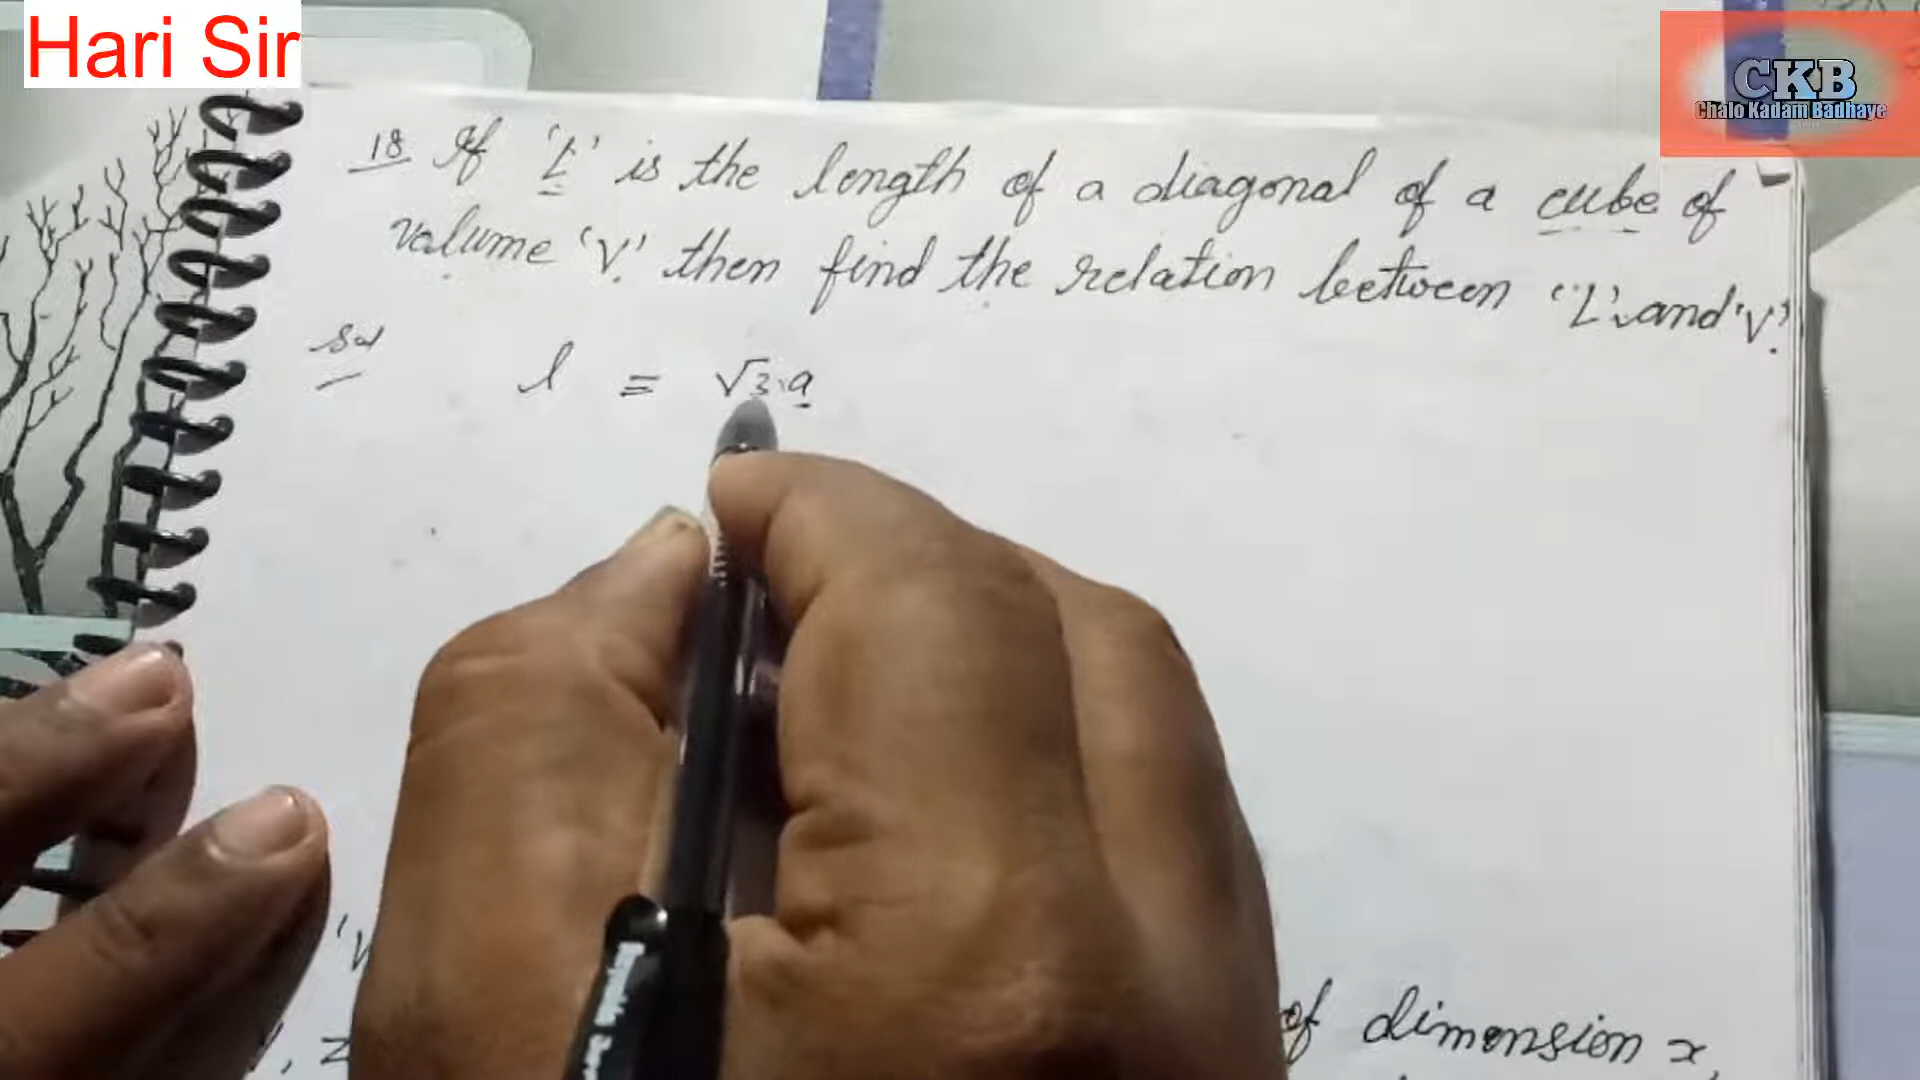 Hari Sir
CKB
Chalo Kadam Badhaye
18 If 'L' is the length of a diagonal of a cube of
volume 'V' then find the relation between 'L' and 'V'
Sol
l = √3.a
of dimension x,